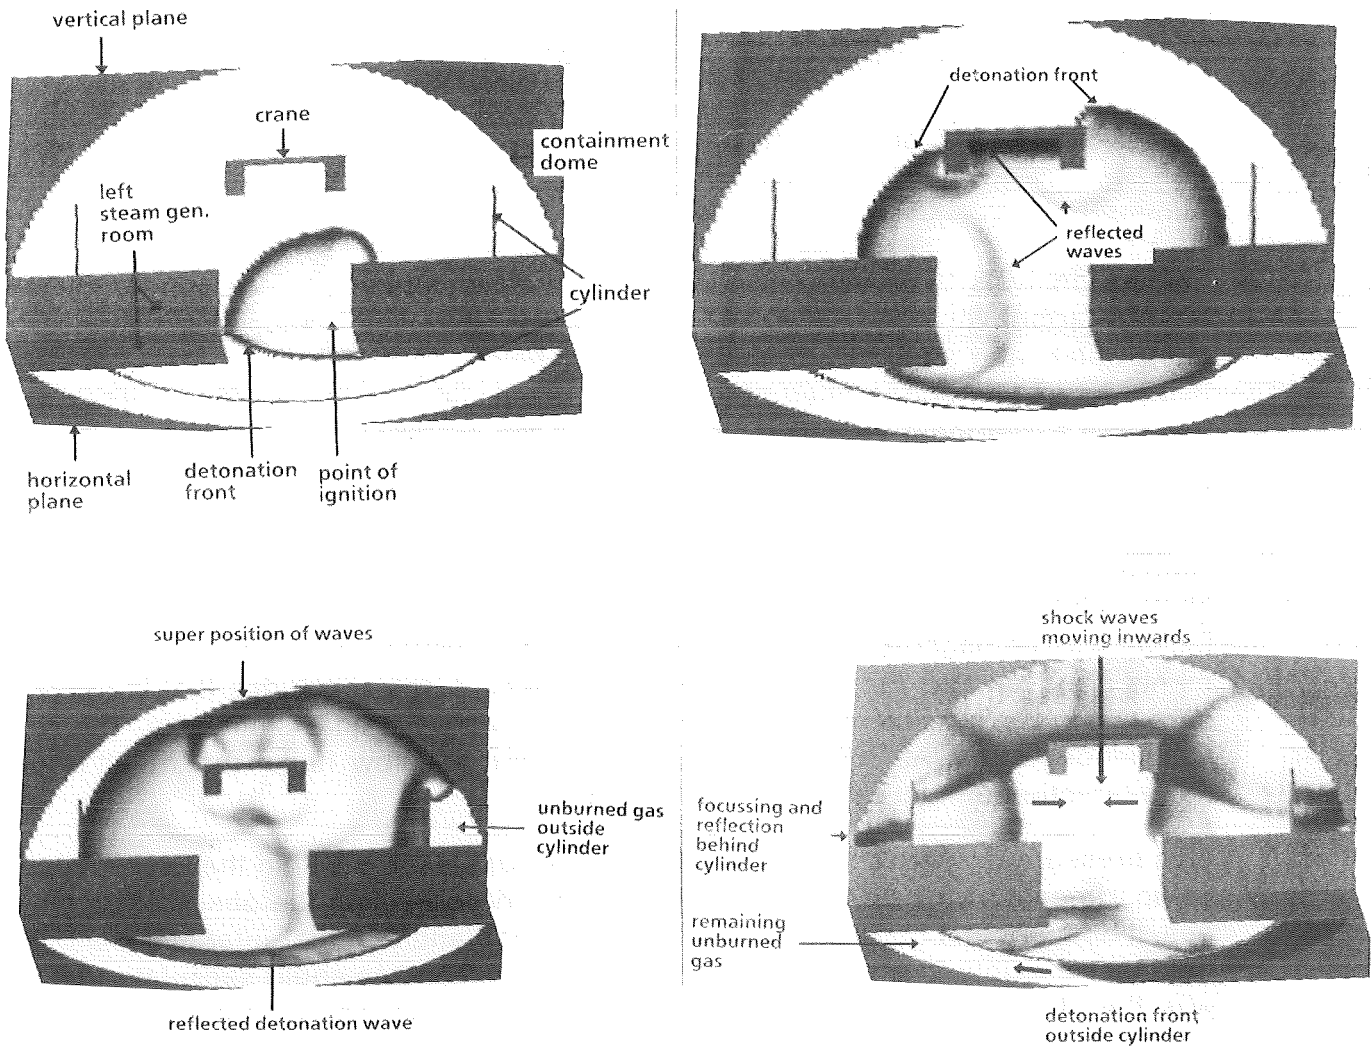 vertical plane
crane
containment
dome
left
steam gen.
room
cylinder
horizontal
plane
detonation
front
point of
ignition
detonation front
reflected
waves
super position of waves
unburned gas
outside
cylinder
reflected detonation wave
shock waves
moving inwards
focussing and
reflection
behind
cylinder
remaining
unburned
gas
detonation front
outside cylinder